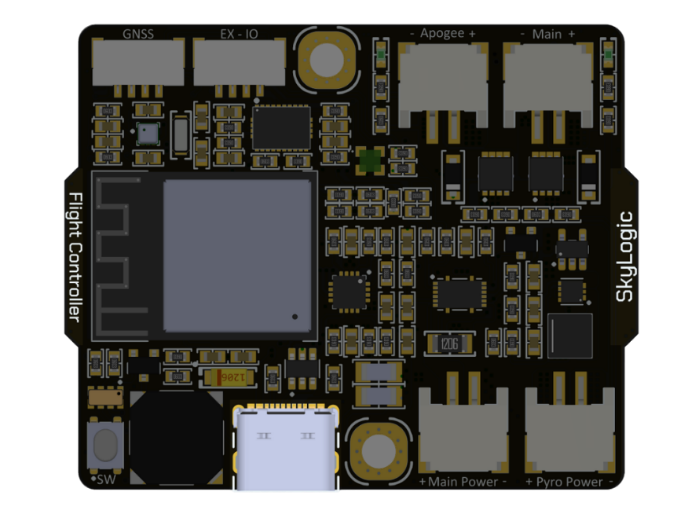 GNSS
EX - IO
- Apogee +
- Main +
Flight Controller
SkyLogic
1206
1206
SW
+ Main Power -
+ Pyro Power -